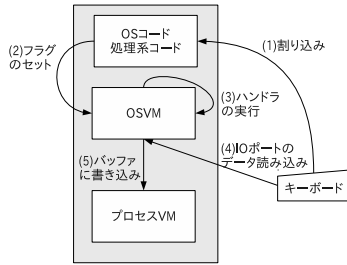 OSコード
処理系コード
(1)割り込み
(2)フラグ
のセット
(3)ハンドラ
の実行
OSVM
(4)IOポートの
データ読み込み
(5)バッファ
に書き込み
キーボード
プロセスVM